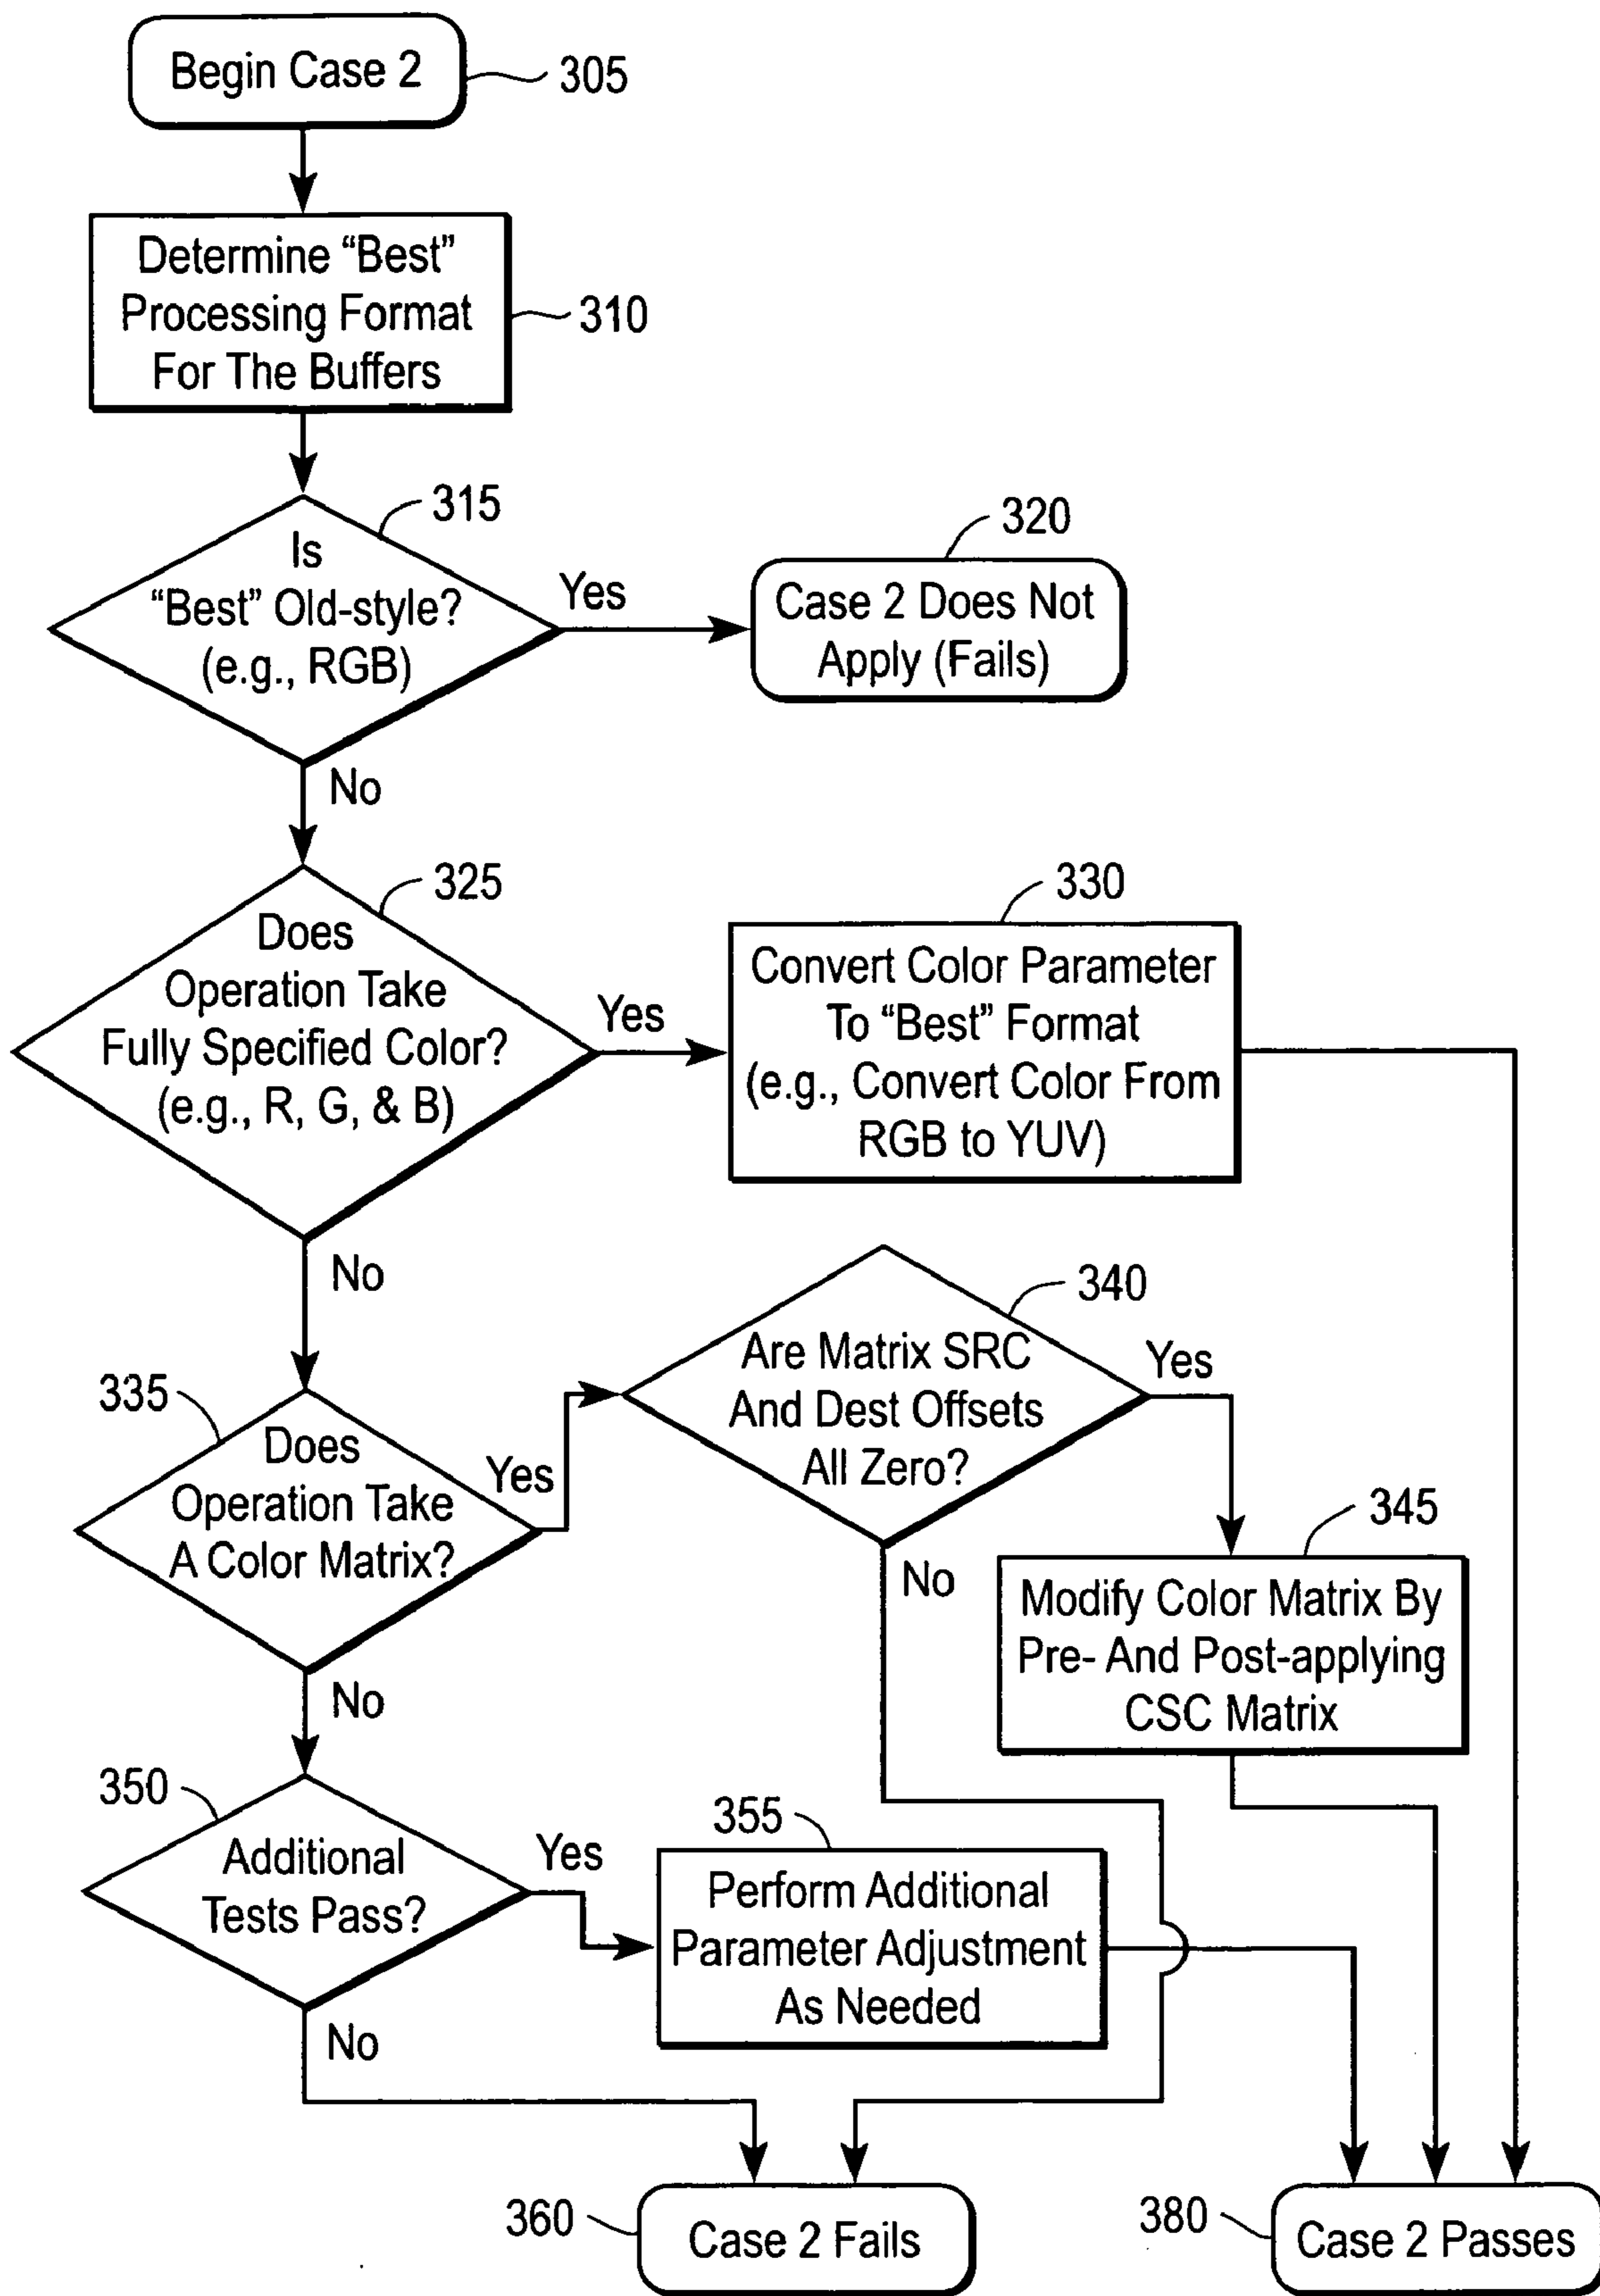 Begin Case 2
305
Determine “Best”
Processing Format
For The Buffers
310
315
Is
“Best” Old-style?
(e.g., RGB)
Yes
320
Case 2 Does Not
Apply (Fails)
No
325
Does
Operation Take
Fully Specified Color?
(e.g., R, G, & B)
Yes
330
Convert Color Parameter
To “Best” Format
(e.g., Convert Color From
RGB to YUV)
No
335
Does
Operation Take
A Color Matrix?
Yes
340
Are Matrix SRC
And Dest Offsets
All Zero?
Yes
345
Modify Color Matrix By
Pre- And Post-applying
CSC Matrix
No
No
350
Additional
Tests Pass?
Yes
355
Perform Additional
Parameter Adjustment
As Needed
No
360
Case 2 Fails
380
Case 2 Passes